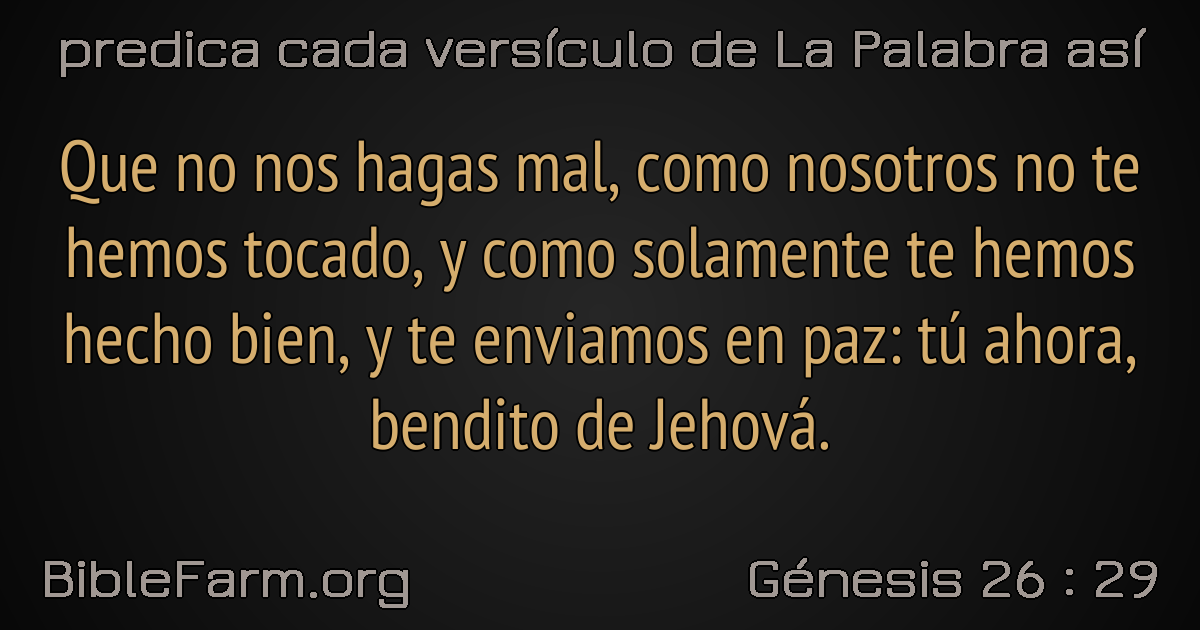 predica cada versículo de La Palabra así
Que no nos hagas mal, como nosotros no te
hemos tocado, y como solamente te hemos
hecho bien, y te enviamos en paz: tú ahora,
bendito de Jehová.
BibleFarm.org
Génesis 26 : 29